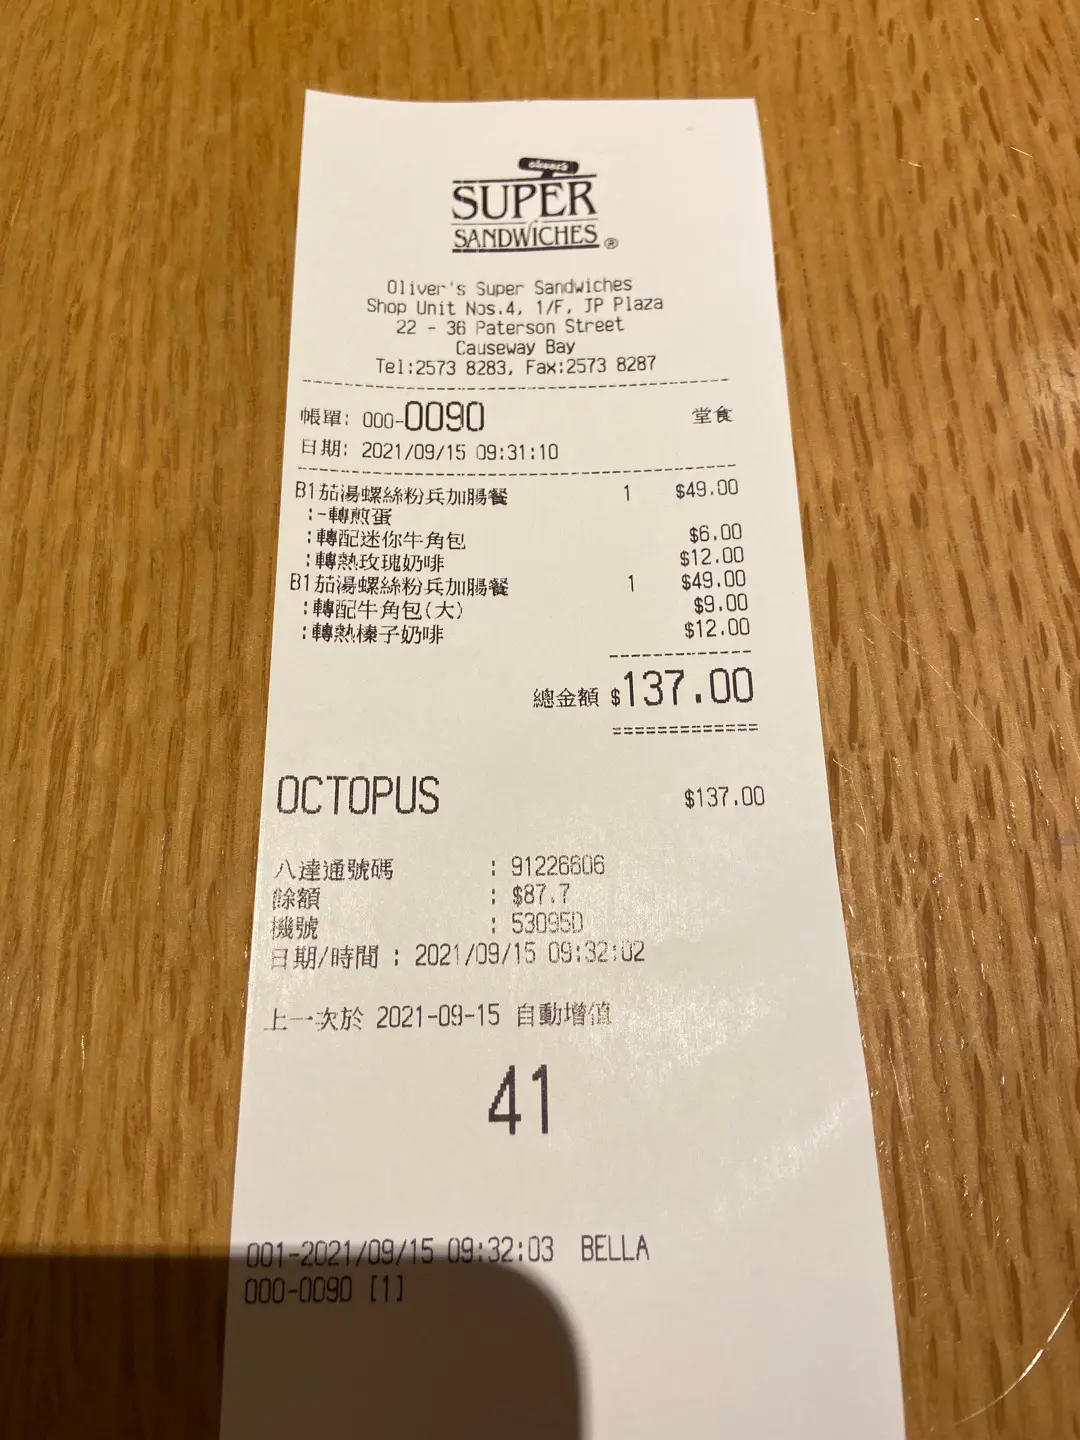 Oliver's
SUPER
SANDWICHES ®
Oliver's Super Sandwiches
Shop Unit Nos.4, 1/F, JP Plaza
22 - 36 Paterson Street
Causeway Bay
Tel:2573 8283, Fax:2573 8287
帳單: 000-0090 堂食
日期: 2021/09/15 09:31:10
B1茄湯螺絲粉兵加腸餐 1 $49.00
:-轉煎蛋
:轉配迷你牛角包 $6.00
:轉熱玫瑰奶啡 $12.00
B1茄湯螺絲粉兵加腸餐 1 $49.00
:轉配牛角包(大) $9.00
:轉熱榛子奶啡 $12.00
總金額 $137.00
OCTOPUS $137.00
八達通號碼 : 91226606
餘額 : $87.7
機號 : 53095D
日期/時間 : 2021/09/15 09:32:02
上一次於 2021-09-15 自動增值
41
001-2021/09/15 09:32:03 BELLA
000-0090 [1]